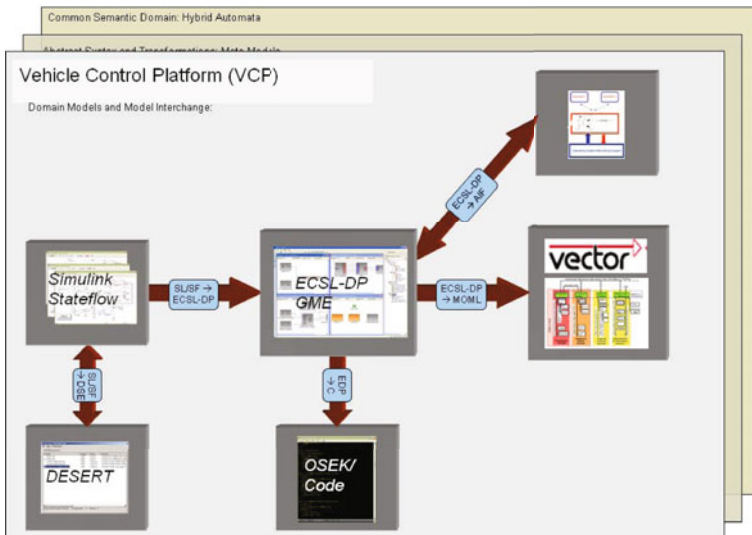 Common Semantic Domain: Hybrid Automata
Abstract Syntax and Transformations: Meta Models
Vehicle Control Platform (VCP)
Domain Models and Model Interchange:
ECSL-DP
→ AIF
Simulink
Stateflow
SL/SF →
ECSL-DP
ECSL-DP
GME
ECSL-DP
→ MOML
vector
SL/SF
→ DSE
EDP
→ C
DESERT
OSEK/
Code